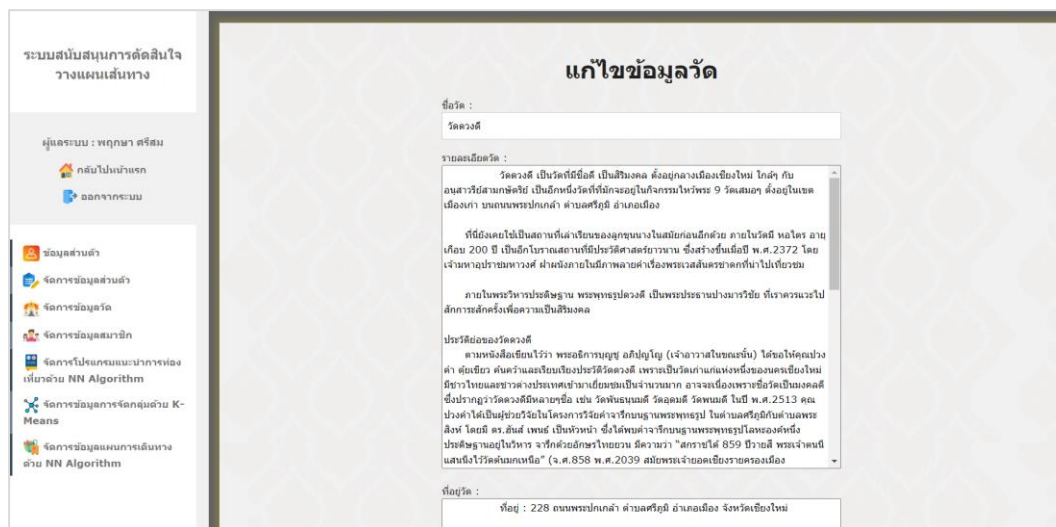 ระบบสนับสนุนการตัดสินใจ
วางแผนเส้นทาง
ผู้แลระบบ : พฤกษา ศรีสม
กลับไปหน้าแรก
ออกจากระบบ
ข้อมูลส่วนตัว
จัดการข้อมูลส่วนตัว
จัดการข้อมูลวัด
จัดการข้อมูลสมาชิก
จัดการโปรแกรมแนะนำการท่อง
เที่ยวด้วย NN Algorithm
จัดการข้อมูลการจัดกลุ่มด้วย K-
Means
จัดการข้อมูลแผนการเดินทาง
ด้วย NN Algorithm
แก้ไขข้อมูลวัด
ชื่อวัด :
วัดดวงดี
รายละเอียดวัด :
วัดดวงดี เป็นวัดที่มีชื่อดี เป็นสิริมงคล ตั้งอยู่กลางเมืองเชียงใหม่ ใกล้ๆ กับ
อนุสาวรีย์สามกษัตริย์ เป็นอีกหนึ่งวัดที่ที่มักจะอยู่ในกิจกรรมไหว้พระ 9 วัดเสมอๆ ตั้งอยู่ในเขต
เมืองเก่า บนถนนพระปกเกล้า ตำบลศรีภูมิ อำเภอเมือง
ที่นี่ยังเคยใช้เป็นสถานที่เล่าเรียนของลูกขุนนางในสมัยก่อนอีกด้วย ภายในวัดมี หอไตร อายุ
เกือบ 200 ปี เป็นอีกโบราณสถานที่มีประวัติศาสตร์ยาวนาน ซึ่งสร้างขึ้นเมื่อปี พ.ศ.2372 โดย
เจ้ามหาอุปราชมหาวงศ์ ฝาผนังภายในมีภาพลายคำเรื่องพระเวสสันดรชาดกที่น่าไปเที่ยวชม
ภายในพระวิหารประดิษฐาน พระพุทธรูปดวงดี เป็นพระประธานปางมารวิชัย ที่เราควรแวะไป
สักการะสักครั้งเพื่อความเป็นสิริมงคล
ประวัติย่อของวัดดวงดี
ตามหนังสือเขียนไว้ว่า พระอธิการบุญชู อภิปุญโญ (เจ้าอาวาสในขณะนั้น) ได้ขอให้คุณปวง
คำ ตุ้ยเขียว ค้นคว้าและเรียบเรียงประวัติวัดดวงดี เพราะเป็นวัดเก่าแก่แห่งหนึ่งของนครเชียงใหม่
มีชาวไทยและชาวต่างประเทศเข้ามาเยี่ยมชมเป็นจำนวนมาก อาจจะเนื่องเพราะชื่อวัดเป็นมงคลดี
ซึ่งปรากฏว่าวัดดวงดีมีหลายๆชื่อ เช่น วัดพันธนุนมดี วัดอุดมดี วัดพนมดี ในปี พ.ศ.2513 คุณ
ปวงคำได้เป็นผู้ช่วยวิจัยในโครงการวิจัยคำจารึกบนฐานพระพุทธรูป ในตำบลศรีภูมิกับตำบลพระ
สิงห์ โดยมี ดร.ฮันส์ เพนธ์ เป็นหัวหน้า ซึ่งได้พบคำจารึกบนฐานพระพุทธรูปโลหะองค์หนึ่ง
ประดิษฐานอยู่ในวิหาร จารึกด้วยอักษรไทยยวน มีความว่า "สกราชได้ 859 ปีวายสี พระเจ้าตนนี้
แสนนึ่งไว้วัดต้นมกเหนือ" (จ.ศ.858 พ.ศ.2039 สมัยพระเจ้ายอดเชียงรายครองเมือง
ที่อยู่วัด :
ที่อยู่ : 228 ถนนพระปกเกล้า ตำบลศรีภูมิ อำเภอเมือง จังหวัดเชียงใหม่